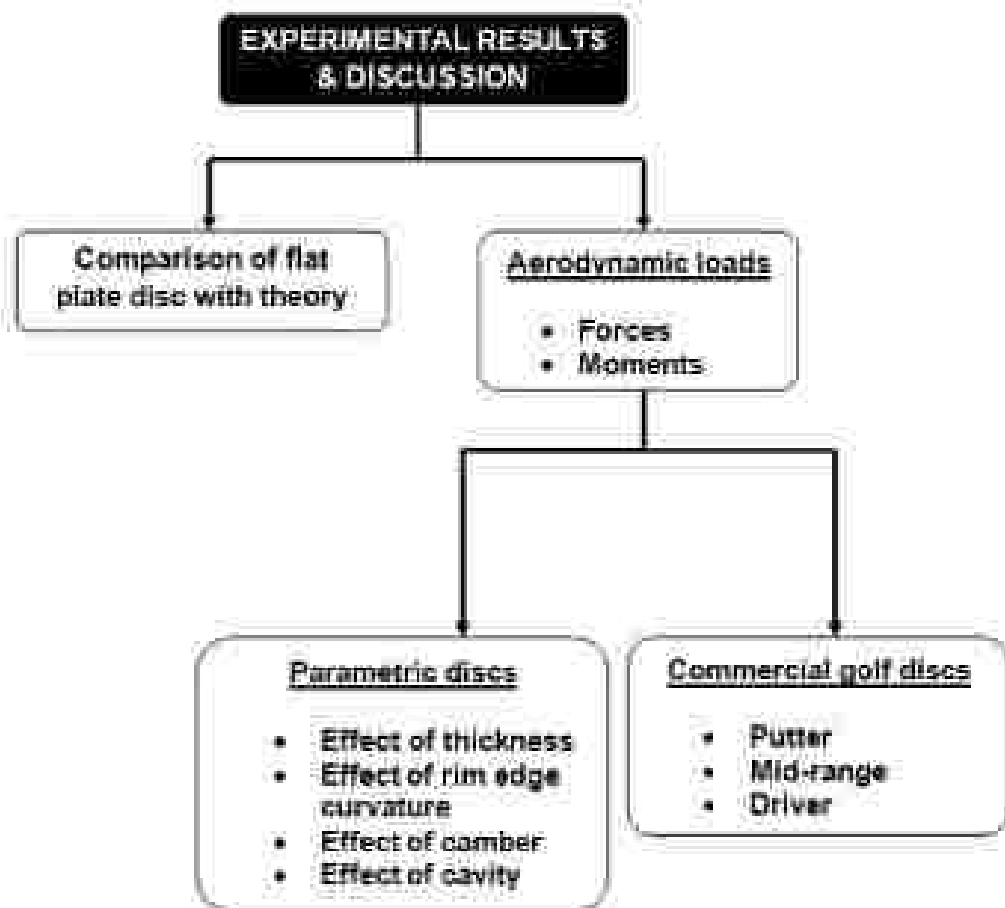 EXPERIMENTAL RESULTS
& DISCUSSION
Comparison of flat
plate disc with theory
Aerodynamic loads
• Forces
• Moments
Parametric discs
• Effect of thickness
• Effect of rim edge
curvature
• Effect of camber
• Effect of cavity
Commercial golf discs
• Putter
• Mid-range
• Driver